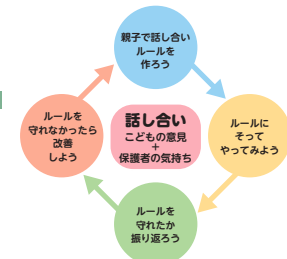 親子で話し合い
ルールを
作ろう
ルールに
そって
やってみよう
ルールを
守れたか
振り返ろう
ルールを
守れなかったら
改善
しよう
話し合い
こどもの意見
+
保護者の気持ち